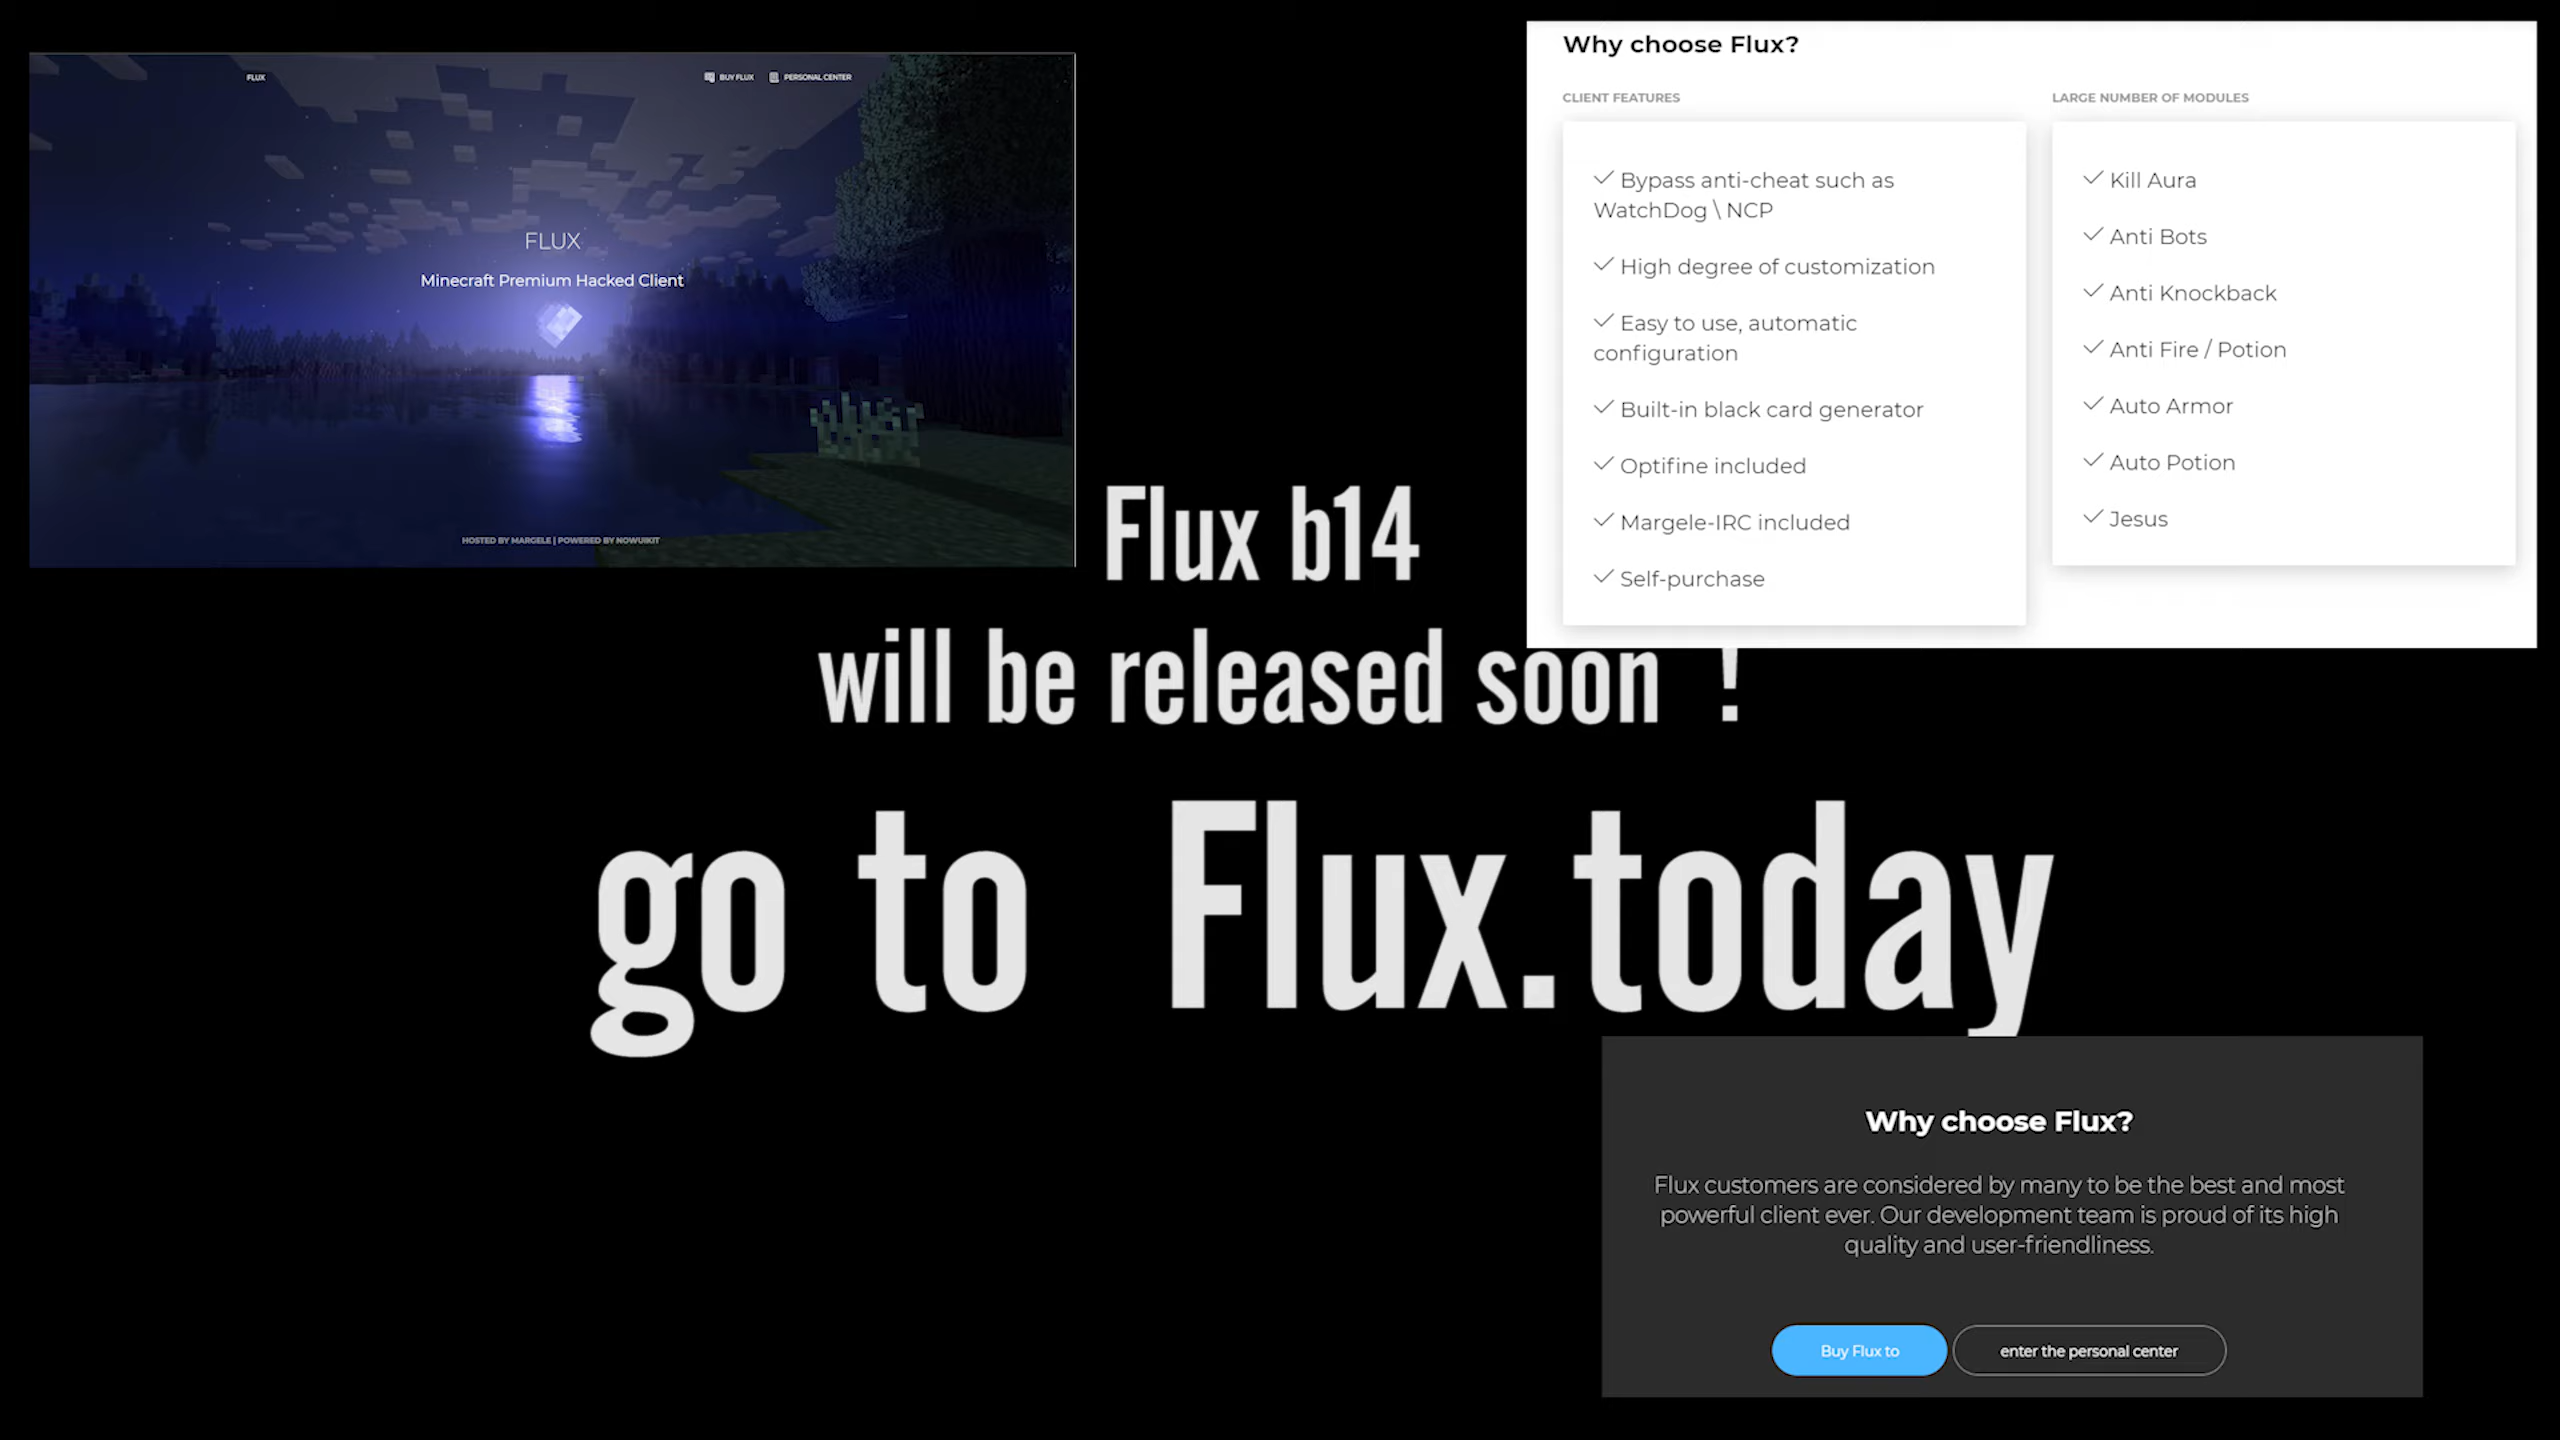 FLUX
BUY FLUX
PERSONAL CENTER
FLUX
Minecraft Premium Hacked Client
HOSTED BY MARGELE | POWERED BY NOWUIKIT
Why choose Flux?
CLIENT FEATURES
Bypass anti-cheat such as
WatchDog \ NCP
High degree of customization
Easy to use, automatic
configuration
Built-in black card generator
Optifine included
Margele-IRC included
Self-purchase
LARGE NUMBER OF MODULES
Kill Aura
Anti Bots
Anti Knockback
Anti Fire / Potion
Auto Armor
Auto Potion
Jesus
Flux b14
will be released soon !
go to Flux.today
Why choose Flux?
Flux customers are considered by many to be the best and most
powerful client ever. Our development team is proud of its high
quality and user-friendliness.
Buy Flux to
enter the personal center